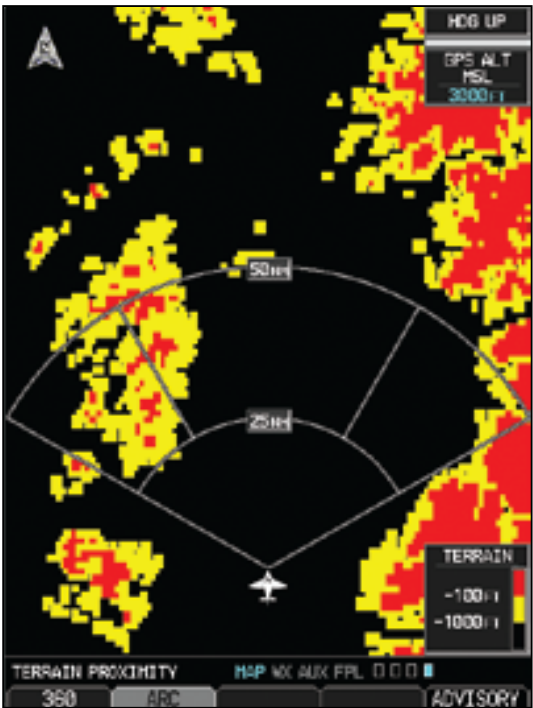 HDG UP
N
GPS ALT
MSL
3000FT
50NM
25NM
TERRAIN
-100FT
-1000FT
TERRAIN PROXIMITY MAP WX AUX FPL
360 ARC ADVISORY